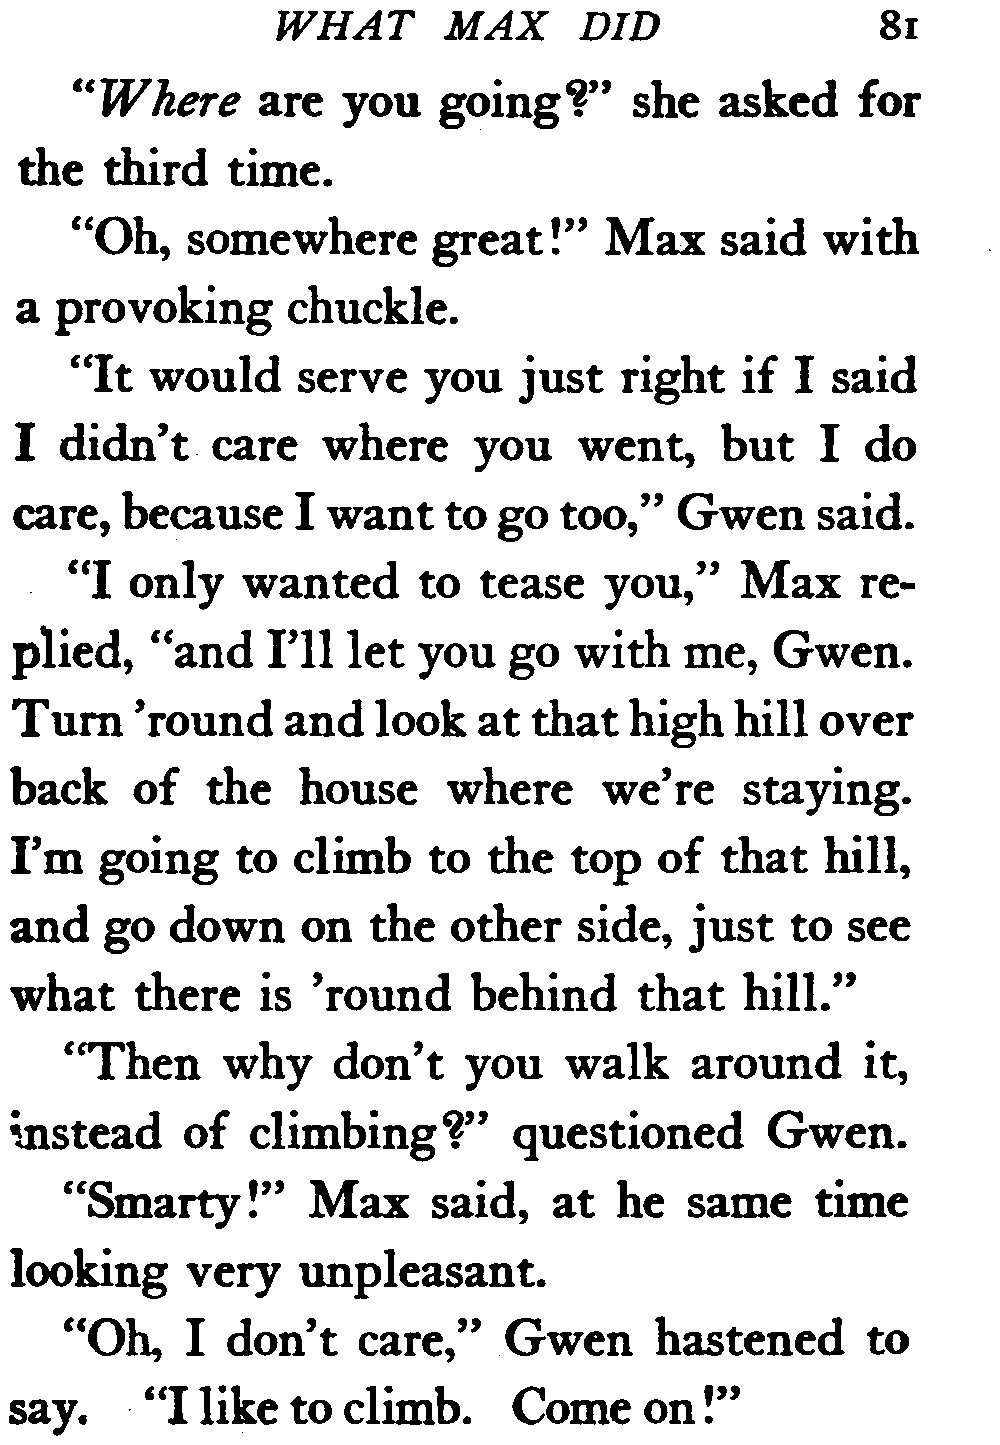 WHAT MAX DID 81
"Where are you going?" she asked for
the third time.
"Oh, somewhere great!" Max said with
a provoking chuckle.
"It would serve you just right if I said
I didn't care where you went, but I do
care, because I want to go too," Gwen said.
"I only wanted to tease you," Max re-
plied, "and I'll let you go with me, Gwen.
Turn 'round and look at that high hill over
back of the house where we're staying.
I'm going to climb to the top of that hill,
and go down on the other side, just to see
what there is 'round behind that hill."
"Then why don't you walk around it,
instead of climbing?" questioned Gwen.
"Smarty!" Max said, at he same time
looking very unpleasant.
"Oh, I don't care," Gwen hastened to
say. "I like to climb. Come on!"